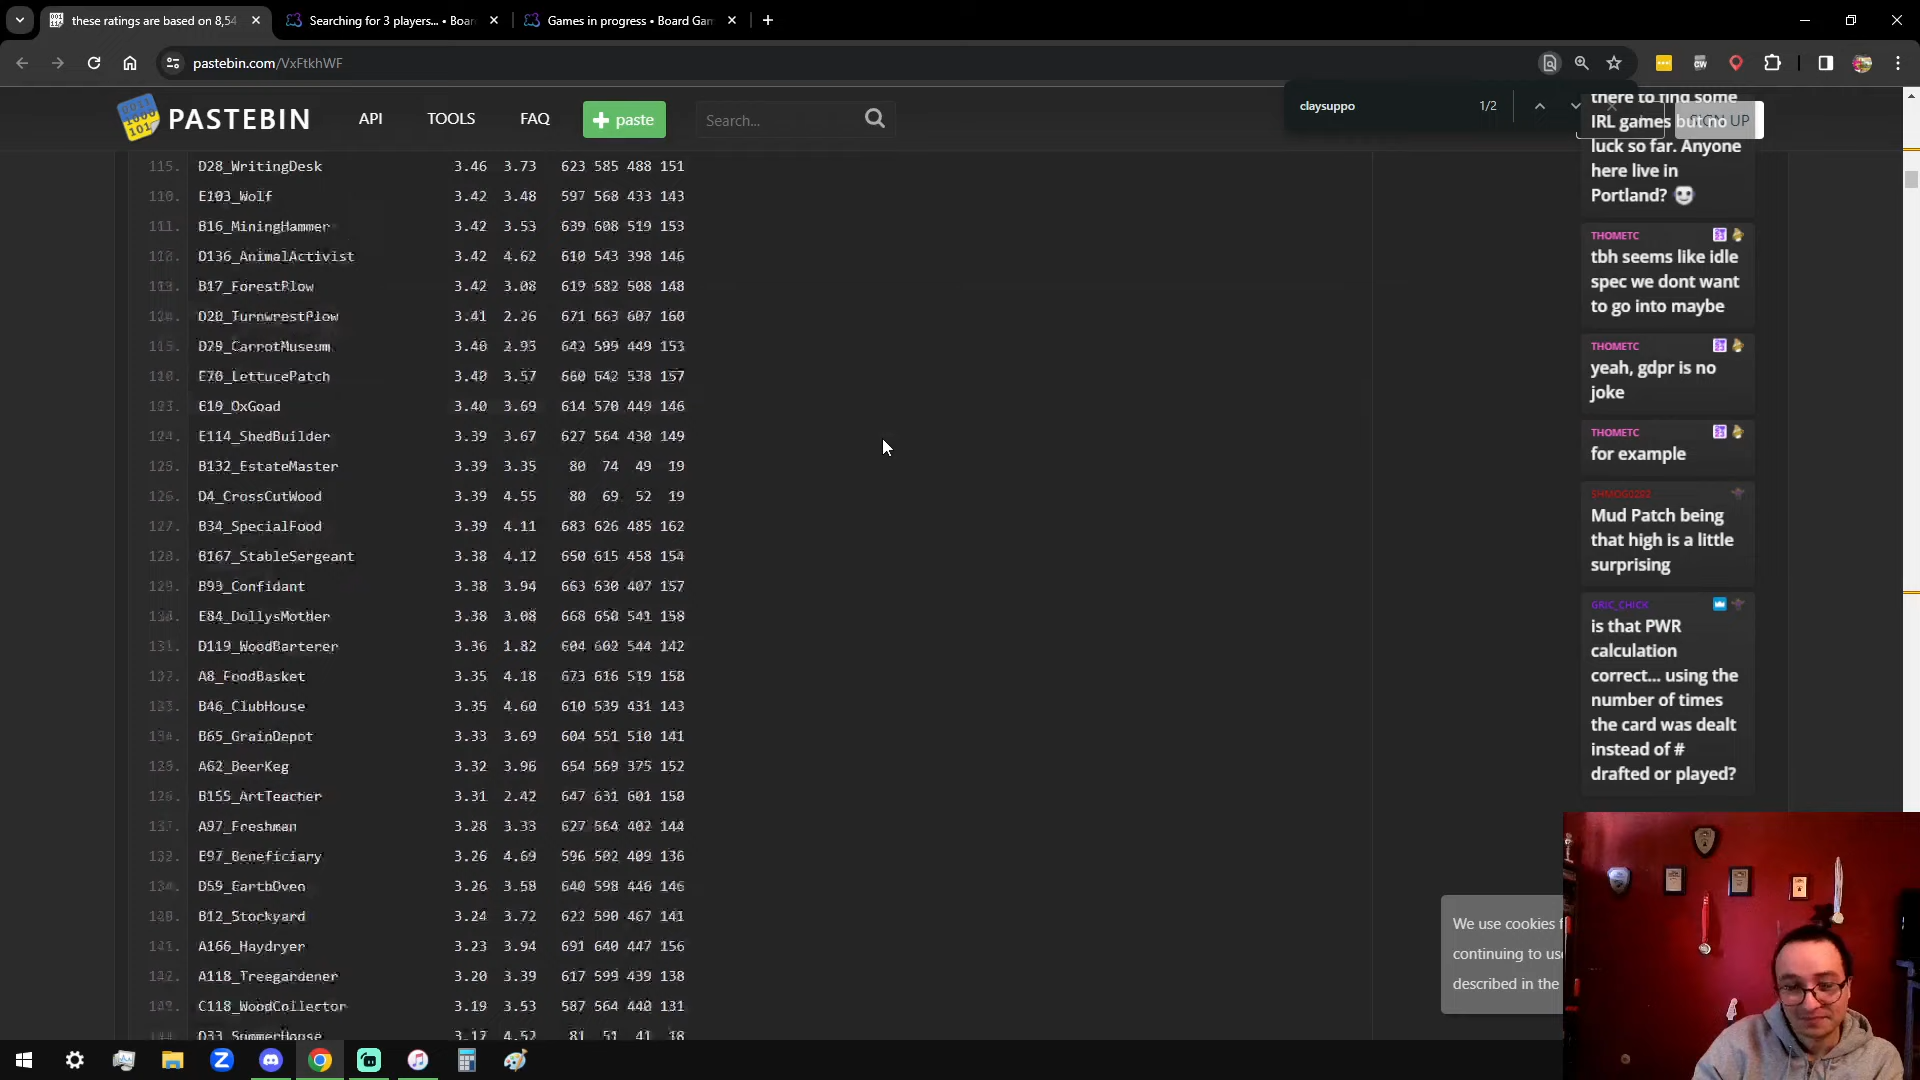 these ratings are based on 8,54
Searching for 3 players... • Boar
Games in progress • Board Gam
pastebin.com/VxFtkhWF
claysuppo
1/2
PASTEBIN
API
TOOLS
FAQ
paste
Search...
SIGN UP
115. D28_WritingDesk 3.46 3.73 623 585 488 151
E103_Wolf 3.42 3.48 597 568 433 143
B16_MiningHammer 3.42 3.53 639 608 519 153
D136_AnimalActivist 3.42 4.62 610 543 398 146
B17_ForestPlow 3.42 3.08 619 582 508 148
D20_TurnwrestPlow 3.41 2.26 671 663 607 160
CarrotMuseum 3.40 642 599 449 153
E70_LettucePatch 3.40 3.57 660 642 538 157
E19_OxGoad 3.40 3.69 614 570 449 146
E114_ShedBuilder 3.39 3.67 627 564 430 149
125. B132_EstateMaster 3.39 3.35 80 74 49 19
126. D4_CrossCutWood 3.39 4.55 80 69 52 19
127. B34_SpecialFood 3.39 4.11 683 626 485 162
128. B167_StableSergeant 3.38 4.12 650 615 458 154
129. B93_Confidant 3.38 3.94 663 630 407 157
E84_DollysMother 3.38 3.08 668 650 541 158
131. D119_WoodBarterer 3.36 1.82 604 602 544 142
A8_FoodBasket 3.35 4.18 673 616 519 158
B46_ClubHouse 3.35 4.60 610 539 431 143
B65_GrainDepot 3.33 3.69 604 551 510 141
A62_BeerKeg 3.32 3.96 654 569 375 152
B155_ArtTeacher 3.31 2.42 647 631 601 150
A97_Freshman 3.28 3.33 627 564 402 144
E97_Beneficiary 3.26 4.69 596 502 409 136
D59_EarthOven 3.26 3.58 640 598 446 146
B12_Stockyard 3.24 3.72 622 590 467 141
A166_Haydryer 3.23 3.94 691 640 447 156
A118_Treegardener 3.20 3.39 617 599 439 138
C118_WoodCollector 3.19 3.53 587 564 440 131
D33_SummerHouse 3.17 4.52 81 51 41 18
there to find some
IRL games but no
luck so far. Anyone
here live in
Portland?
THOMETC
tbh seems like idle
spec we dont want
to go into maybe
THOMETC
yeah, gdpr is no
joke
THOMETC
for example
SHMOG0202
Mud Patch being
that high is a little
surprising
GRIC_CHICK
is that PWR
calculation
correct... using the
number of times
the card was dealt
instead of #
drafted or played?
We use cookies f
continuing to us
described in the